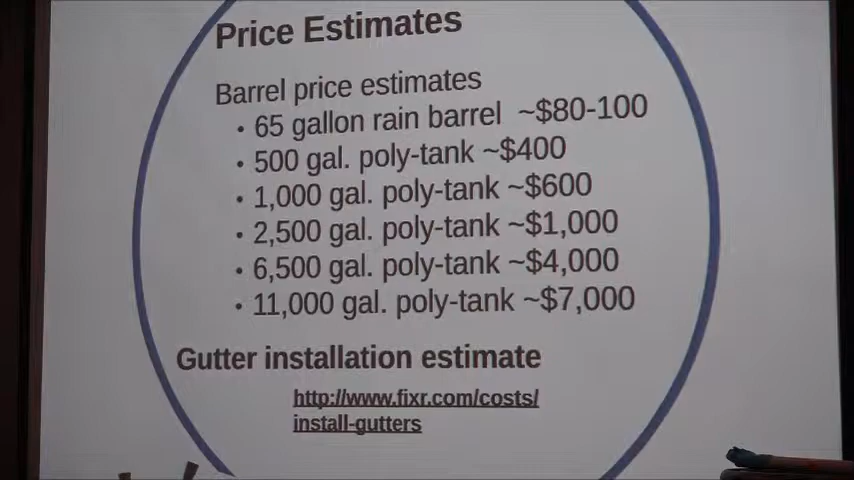 Price Estimates
Barrel price estimates
• 65 gallon rain barrel ~$80-100
• 500 gal. poly-tank ~$400
• 1,000 gal. poly-tank ~$600
• 2,500 gal. poly-tank ~$1,000
• 6,500 gal. poly-tank ~$4,000
• 11,000 gal. poly-tank ~$7,000
Gutter installation estimate
http://www.fixr.com/costs/
install-gutters